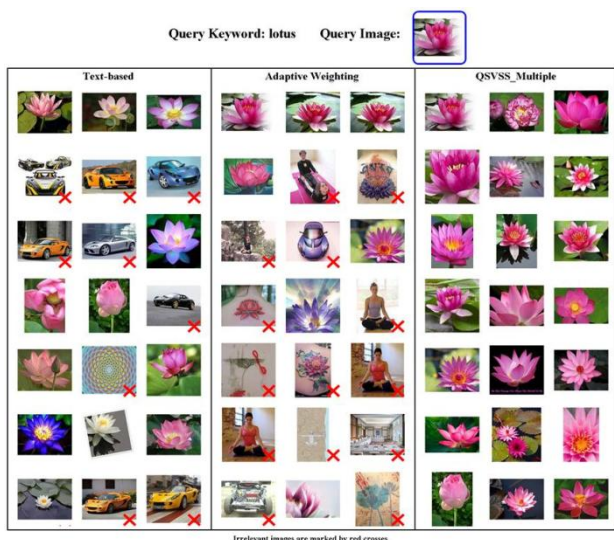 Query Keyword: lotus Query Image:
Text-based Adaptive Weighting QSVSS_Multiple
Irrelevant images are marked by red crosses